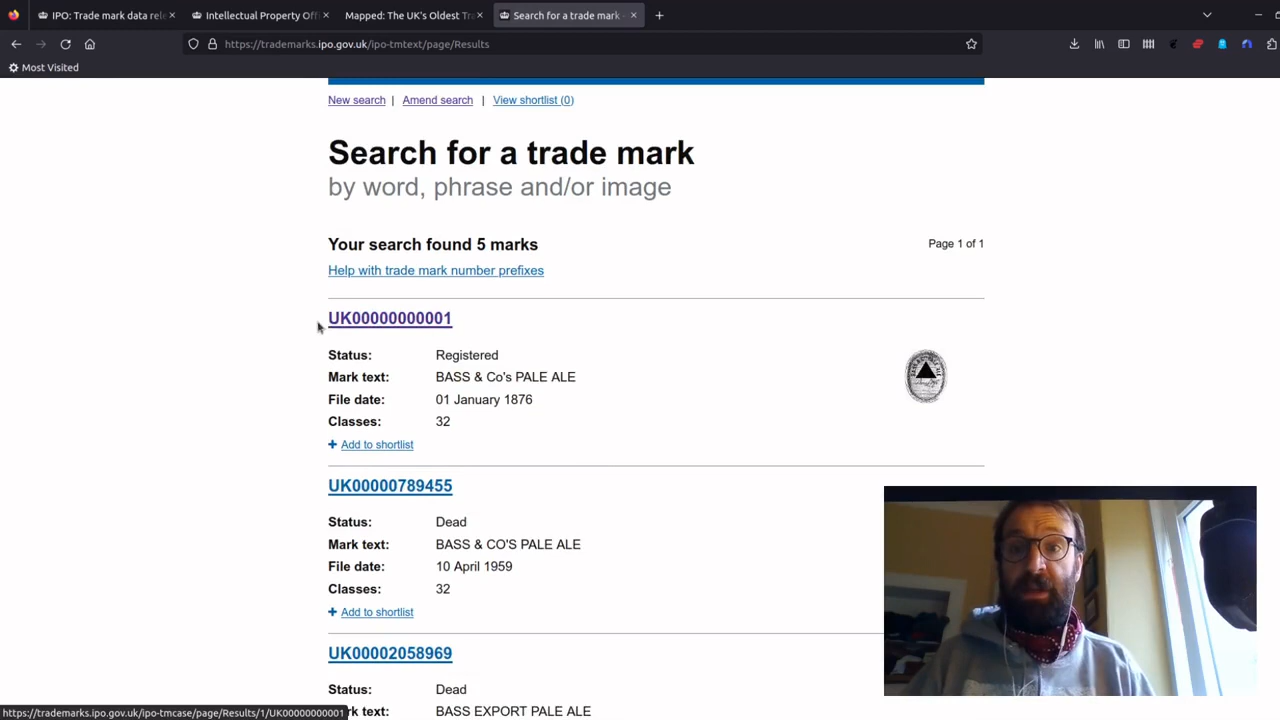 IPO: Trade mark data rele
Intellectual Property Offi
Mapped: The UK's Oldest Tra
Search for a trade mark -
https://trademarks.ipo.gov.uk/ipo-tmtext/page/Results
Most Visited
New search | Amend search | View shortlist (0)
Search for a trade mark
by word, phrase and/or image
Your search found 5 marks
Page 1 of 1
Help with trade mark number prefixes
UK00000000001
Status: Registered
Mark text: BASS & Co's PALE ALE
File date: 01 January 1876
Classes: 32
+ Add to shortlist
UK00000789455
Status: Dead
Mark text: BASS & CO'S PALE ALE
File date: 10 April 1959
Classes: 32
+ Add to shortlist
UK00002058969
Status: Dead
rk text: BASS EXPORT PALE ALE
https://trademarks.ipo.gov.uk/ipo-tmcase/page/Results/1/UK00000000001